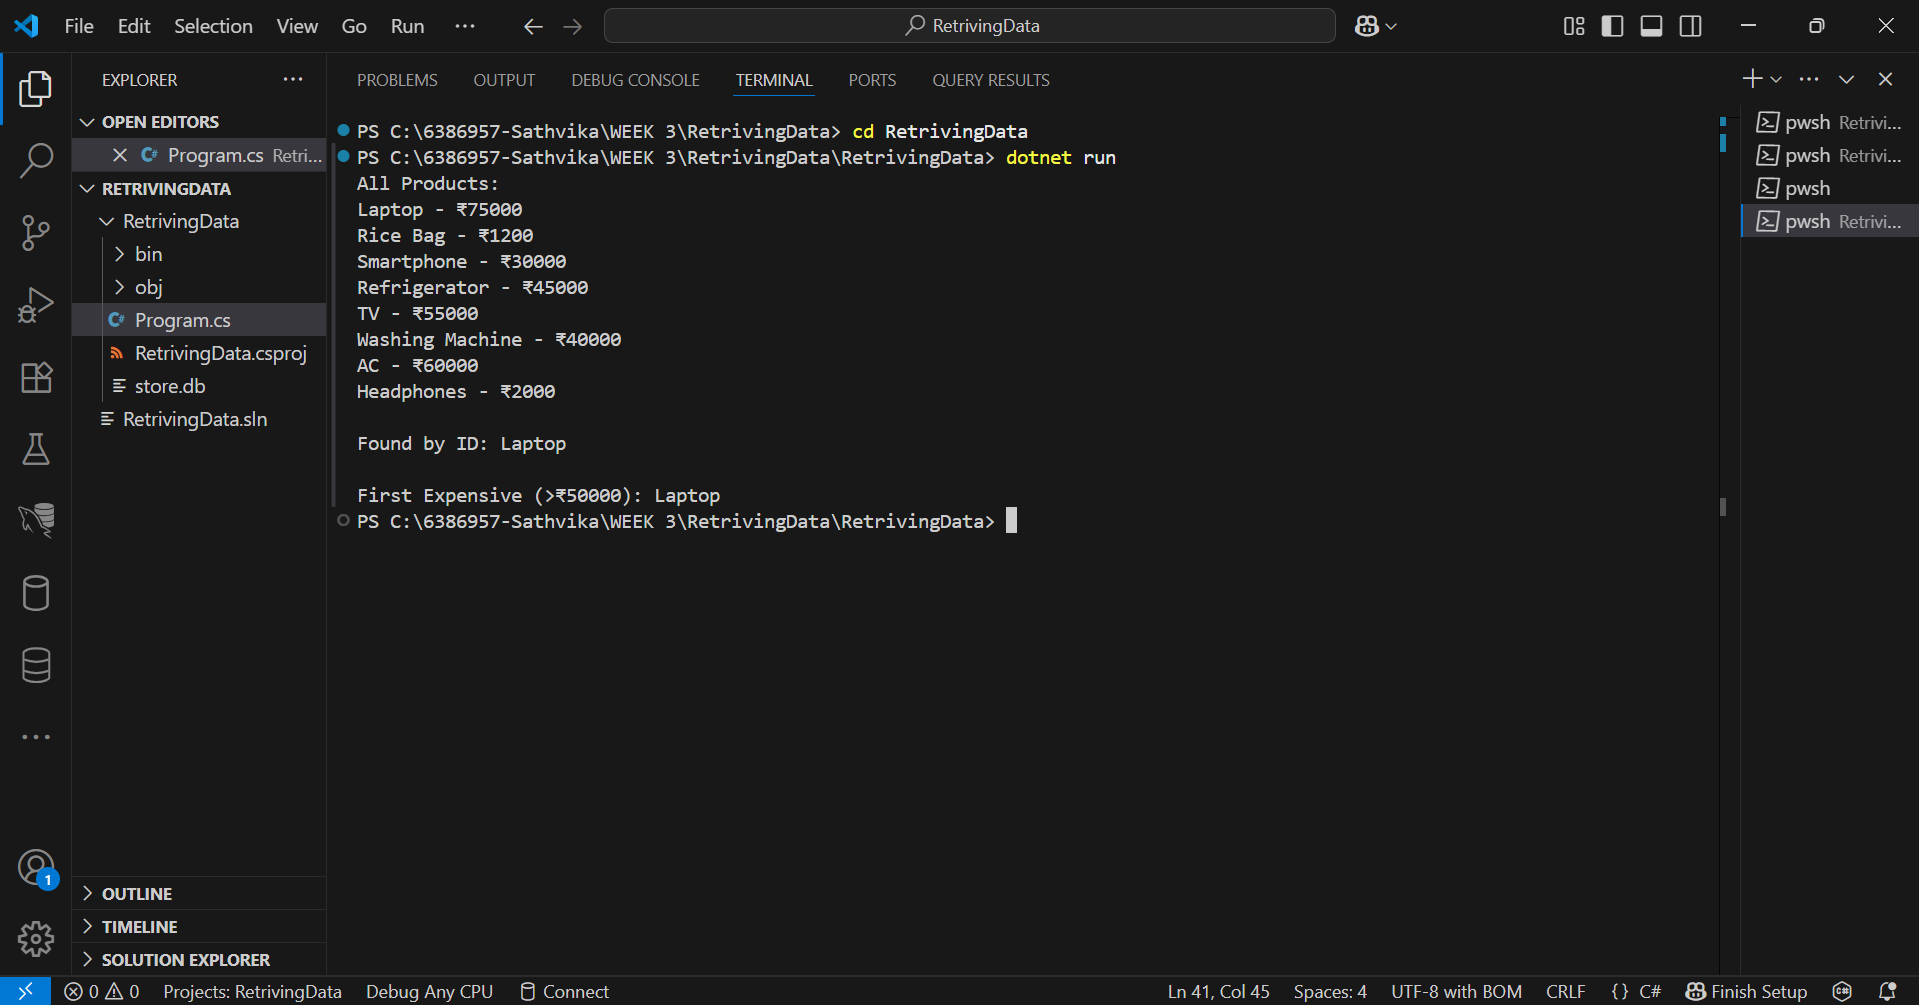 File Edit Selection View Go Run ··· RetrivingData
EXPLORER ···
OPEN EDITORS
Program.cs Retri...
RETRIVINGDATA
RetrivingData
bin
obj
Program.cs
RetrivingData.csproj
store.db
RetrivingData.sln
OUTLINE
TIMELINE
SOLUTION EXPLORER
1
PROBLEMS OUTPUT DEBUG CONSOLE TERMINAL PORTS QUERY RESULTS
PS C:\6386957-Sathvika\WEEK 3\RetrivingData> cd RetrivingData
PS C:\6386957-Sathvika\WEEK 3\RetrivingData\RetrivingData> dotnet run
All Products:
Laptop - ₹75000
Rice Bag - ₹1200
Smartphone - ₹30000
Refrigerator - ₹45000
TV - ₹55000
Washing Machine - ₹40000
AC - ₹60000
Headphones - ₹2000
Found by ID: Laptop
First Expensive (>₹50000): Laptop
PS C:\6386957-Sathvika\WEEK 3\RetrivingData\RetrivingData>
pwsh Retrivi...
pwsh Retrivi...
pwsh
pwsh Retrivi...
0 0 Projects: RetrivingData Debug Any CPU Connect Ln 41, Col 45 Spaces: 4 UTF-8 with BOM CRLF {} C# Finish Setup